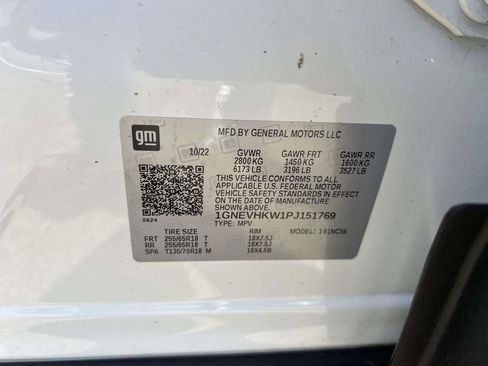 gm
MFD BY GENERAL MOTORS LLC
10/22 GVWR GAWR FRT GAWR RR
2800 KG 1450 KG 1600 KG
6173 LB 3196 LB 3527 LB
THIS VEHICLE CONFORMS TO ALL
APPLICABLE U.S. FEDERAL MOTOR
VEHICLE SAFETY STANDARDS IN EFFECT
ON THE DATE OF MANUFACTURE SHOWN ABOVE.
1GNEVHKW1PJ151769
0624 TYPE: MPV MODEL: 1 91NC56
TIRE SIZE RIM
FRT 255/65R18 T 18X7.5J
RR 255/65R18 T 18X7.5J
SPA T135/70R18 M 18X4.5B